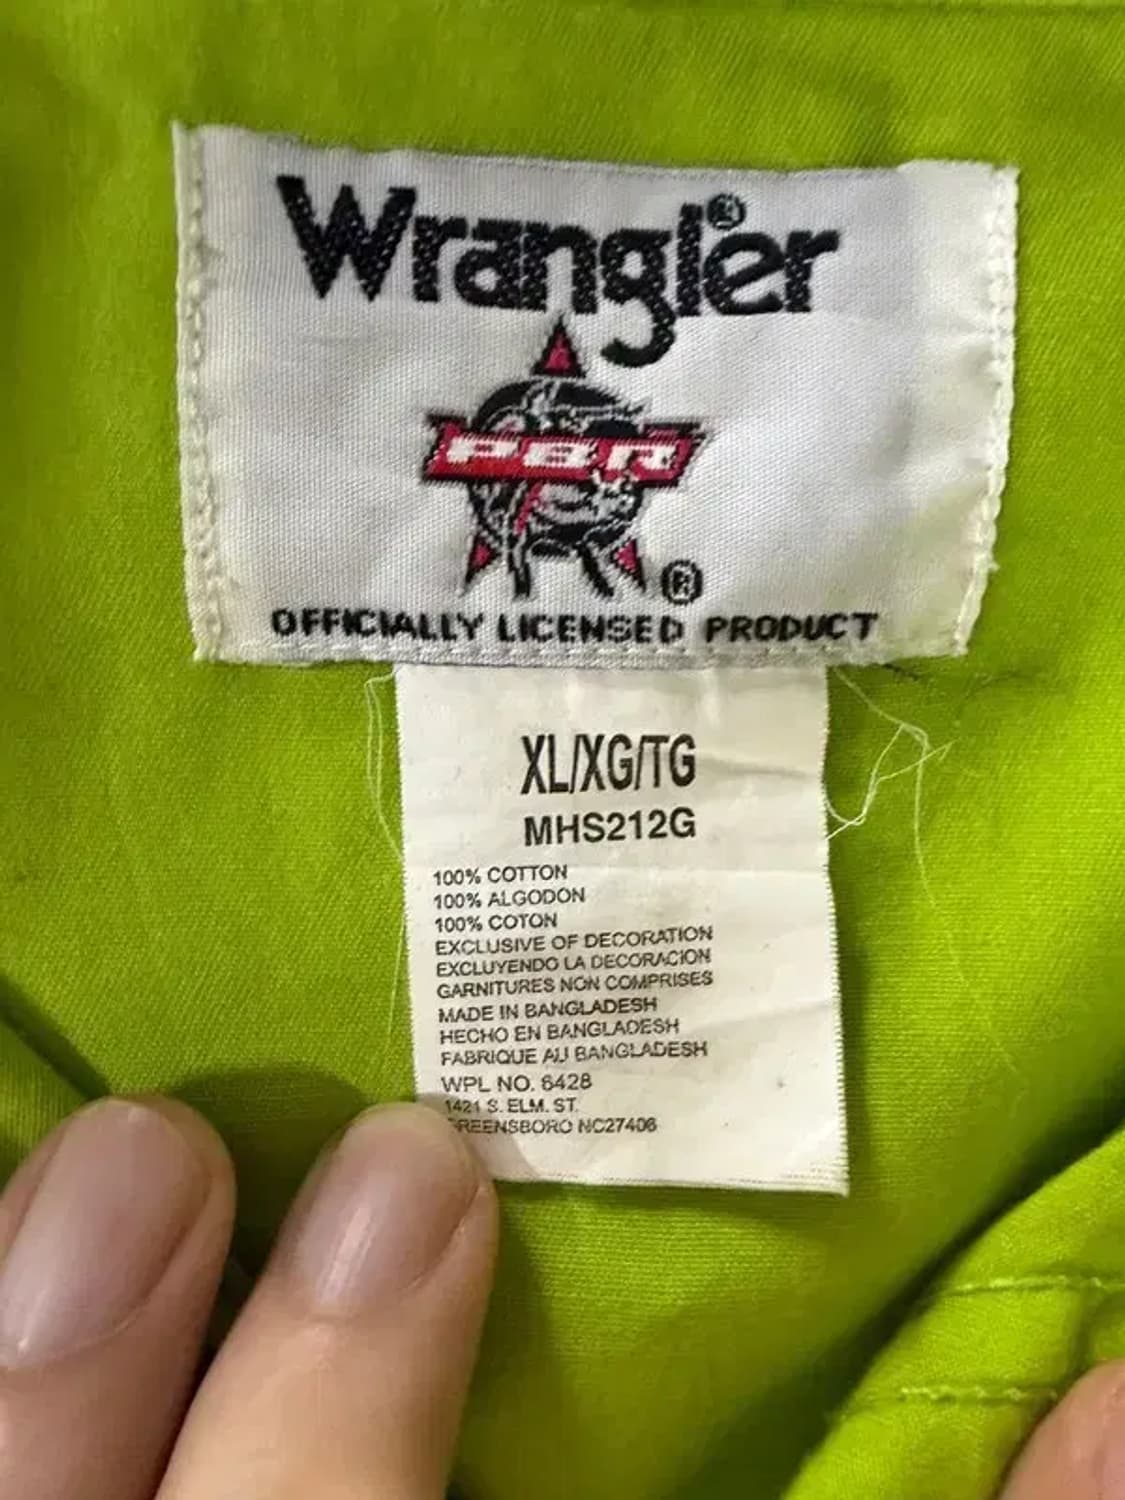 Wrangler®
PBR
®
OFFICIALLY LICENSED PRODUCT
XL/XG/TG
MHS212G
100% COTTON
100% ALGODON
100% COTON
EXCLUSIVE OF DECORATION
EXCLUYENDO LA DECORACION
GARNITURES NON COMPRISES
MADE IN BANGLADESH
HECHO EN BANGLADESH
FABRIQUE AU BANGLADESH
WPL NO. 6428
1421 S. ELM. ST.
GREENSBORO NC27406